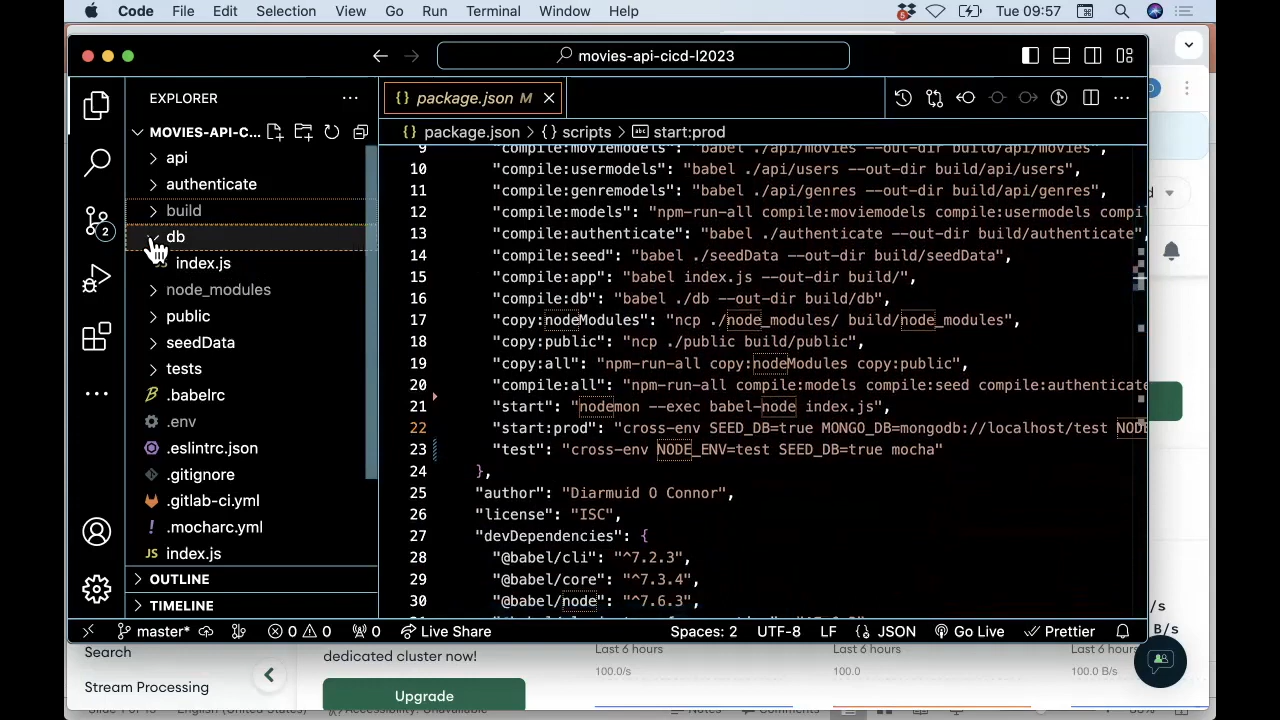 Code File Edit Selection View Go Run Terminal Window Help
5
Tue 09:57
movies-api-cicd-l2023
EXPLORER
MOVIES-API-C...
api
authenticate
build
db
index.js
node_modules
public
seedData
tests
.babelrc
.env
.eslintrc.json
.gitignore
.gitlab-ci.yml
.mocharc.yml
JS index.js
OUTLINE
TIMELINE
2
{} package.json M
{} package.json > {} scripts > start:prod
9 "compile:moviemodels": "babel ./api/movies --out-dir build/api/movies",
10 "compile:usermodels": "babel ./api/users --out-dir build/api/users",
11 "compile:genremodels": "babel ./api/genres --out-dir build/api/genres",
12 "compile:models": "npm-run-all compile:moviemodels compile:usermodels compil
13 "compile:authenticate": "babel ./authenticate --out-dir build/authenticate",
14 "compile:seed": "babel ./seedData --out-dir build/seedData",
15 "compile:app": "babel index.js --out-dir build/",
16 "compile:db": "babel ./db --out-dir build/db",
17 "copy:nodeModules": "ncp ./node_modules/ build/node_modules",
18 "copy:public": "ncp ./public build/public",
19 "copy:all": "npm-run-all copy:nodeModules copy:public",
20 "compile:all": "npm-run-all compile:models compile:seed compile:authenticate
21 "start": "nodemon --exec babel-node index.js",
22 "start:prod": "cross-env SEED_DB=true MONGO_DB=mongodb://localhost/test NODE
23 "test": "cross-env NODE_ENV=test SEED_DB=true mocha"
24 },
25 "author": "Diarmuid O Connor",
26 "license": "ISC",
27 "devDependencies": {
28 "@babel/cli": "^7.2.3",
29 "@babel/core": "^7.3.4",
30 "@babel/node": "^7.6.3",
master* 0 0 0 Live Share Spaces: 2 UTF-8 LF {} JSON Go Live Prettier
/s
B/s
Search
Stream Processing
dedicated cluster now!
Upgrade
Last 6 hours
100.0/s
Last 6 hours
100.0
Last 6 hours
100.0 B/s